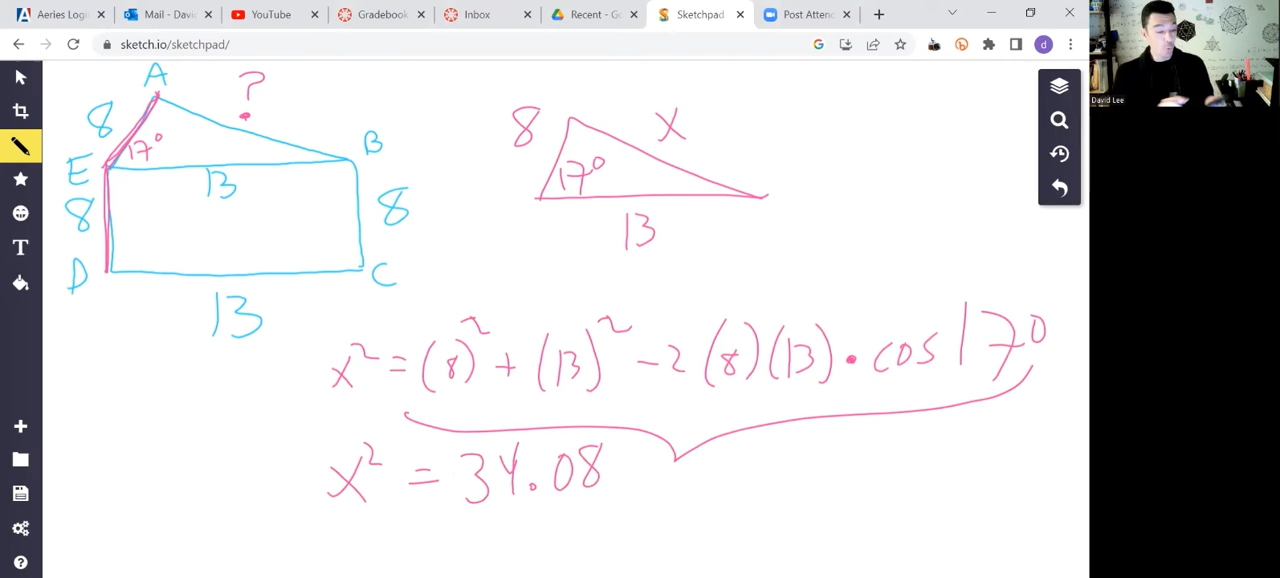 Aeries Logi
Mail - Davi
YouTube
Gradebook
Inbox
Recent - Go
Sketchpad
Post Attend
sketch.io/sketchpad/
G
d
David Lee
A
?
8
17°
E
B
13
8
8
D
C
13
8
X
17°
13
x² = (8)² + (13)² - 2 (8)(13) • cos 17°
x² = 34.08
T